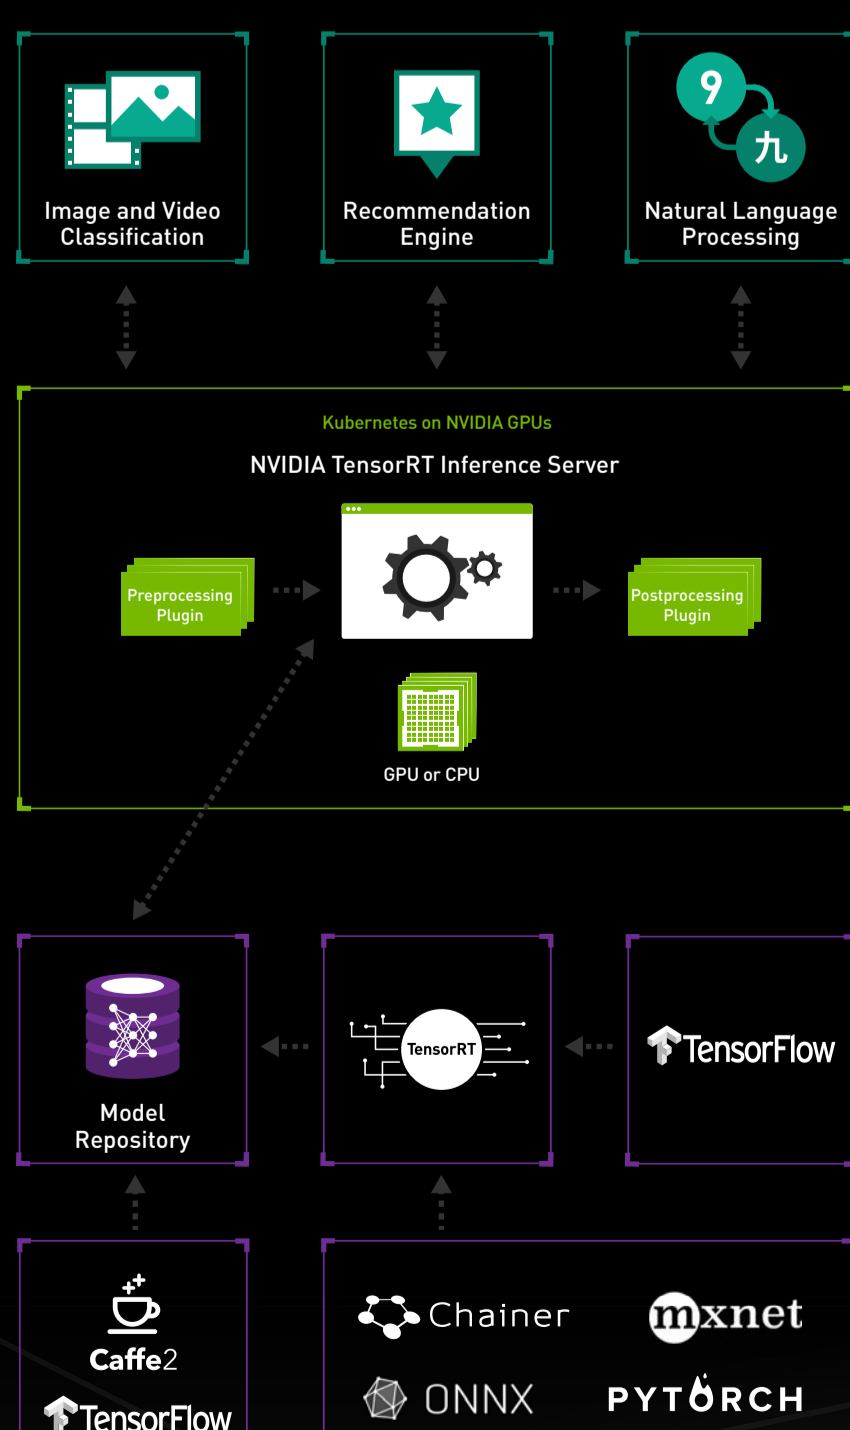 9
九
Image and Video
Classification
Recommendation
Engine
Natural Language
Processing
Kubernetes on NVIDIA GPUs
NVIDIA TensorRT Inference Server
Preprocessing
Plugin
Postprocessing
Plugin
GPU or CPU
TensorRT
TensorFlow
Model
Repository
Caffe2
TensorFlow
Chainer
mxnet
ONNX
PYTORCH